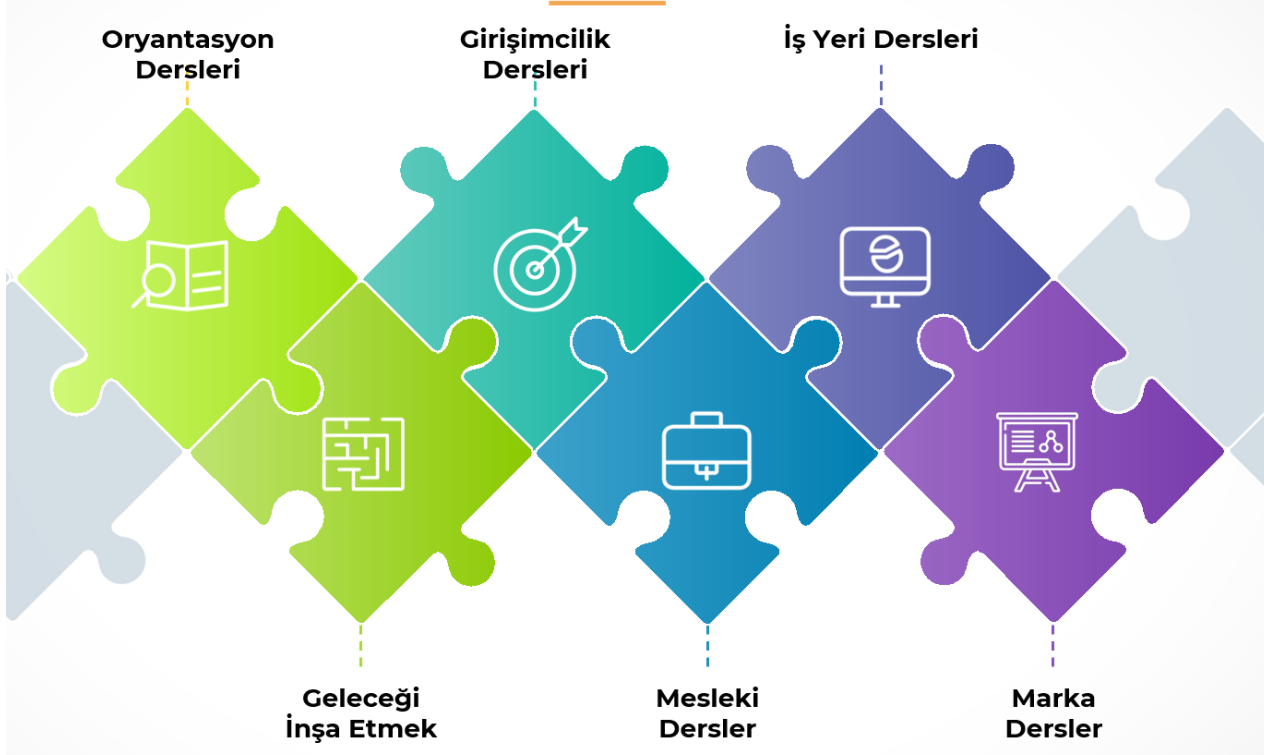 Oryantasyon
Dersleri
Girişimcilik
Dersleri
İş Yeri Dersleri
Geleceği
İnşa Etmek
Mesleki
Dersler
Marka
Dersler